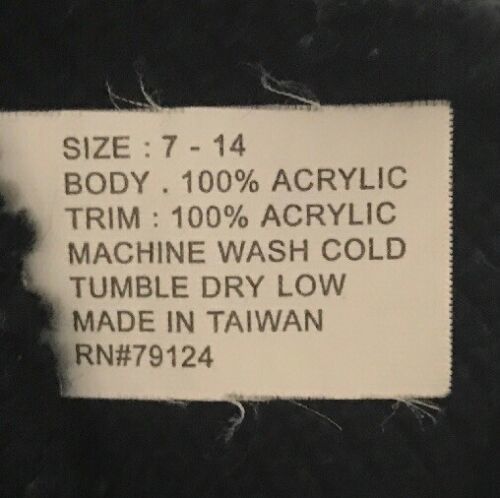 SIZE : 7 - 14
BODY . 100% ACRYLIC
TRIM : 100% ACRYLIC
MACHINE WASH COLD
TUMBLE DRY LOW
MADE IN TAIWAN
RN#79124